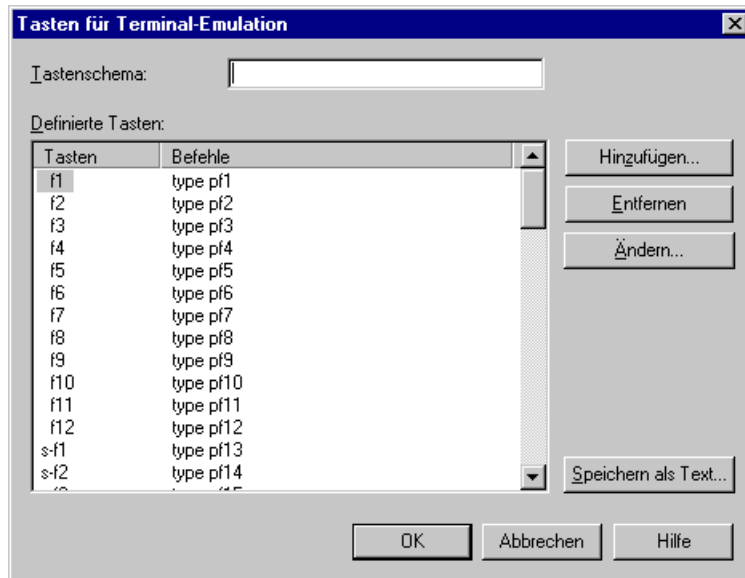 Tasten für Terminal-Emulation
Tastenschema:
Definierte Tasten:
Tasten Befehle
f1 type pf1
f2 type pf2
f3 type pf3
f4 type pf4
f5 type pf5
f6 type pf6
f7 type pf7
f8 type pf8
f9 type pf9
f10 type pf10
f11 type pf11
f12 type pf12
s-f1 type pf13
s-f2 type pf14
Hinzufügen...
Entfernen
Ändern...
Speichern als Text...
OK Abbrechen Hilfe